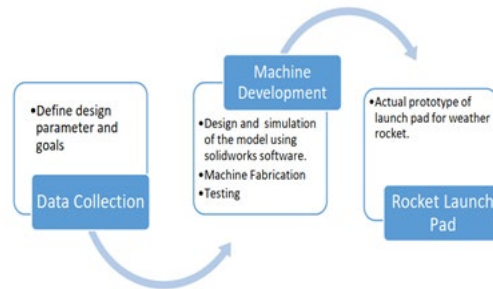 •Define design
parameter and
goals
Data Collection
Machine
Development
•Design and simulation
of the model using
solidworks software.
•Machine Fabrication
•Testing
•Actual prototype of
launch pad for weather
rocket.
Rocket Launch
Pad